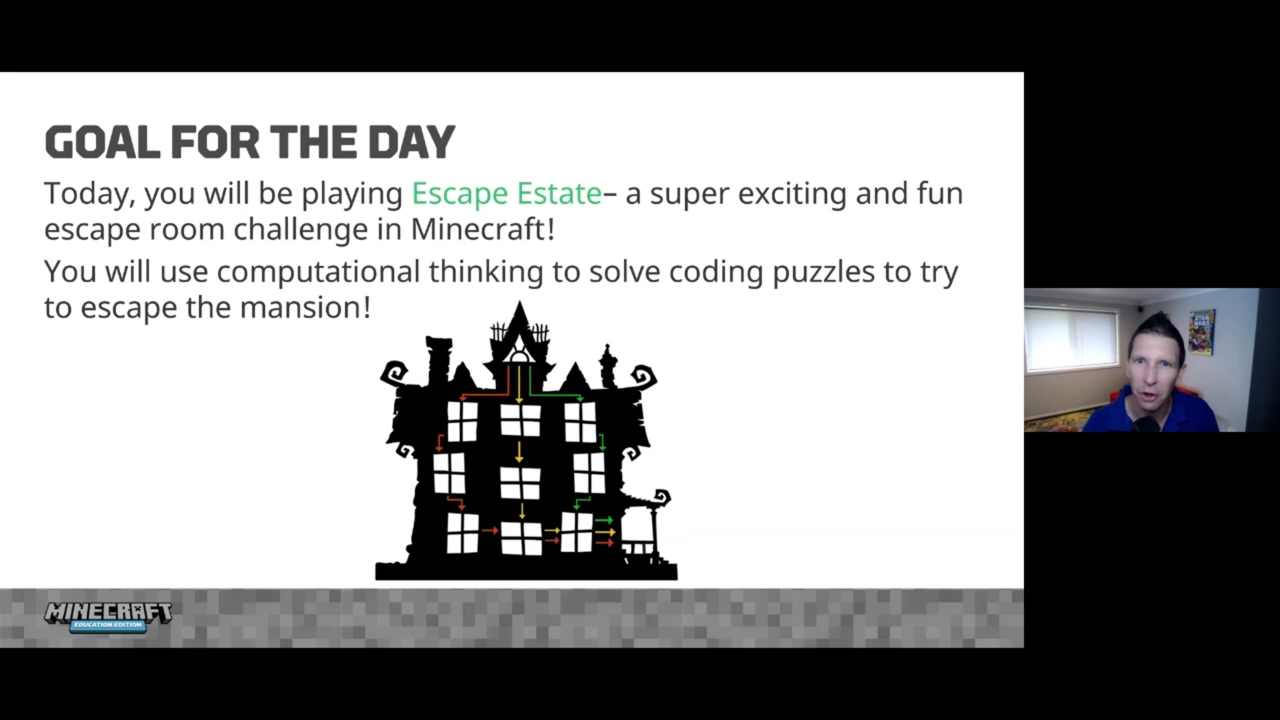 GOAL FOR THE DAY
Today, you will be playing Escape Estate– a super exciting and fun
escape room challenge in Minecraft!
You will use computational thinking to solve coding puzzles to try
to escape the mansion!
MINECRAFT
EDUCATION EDITION
STAR
WARS